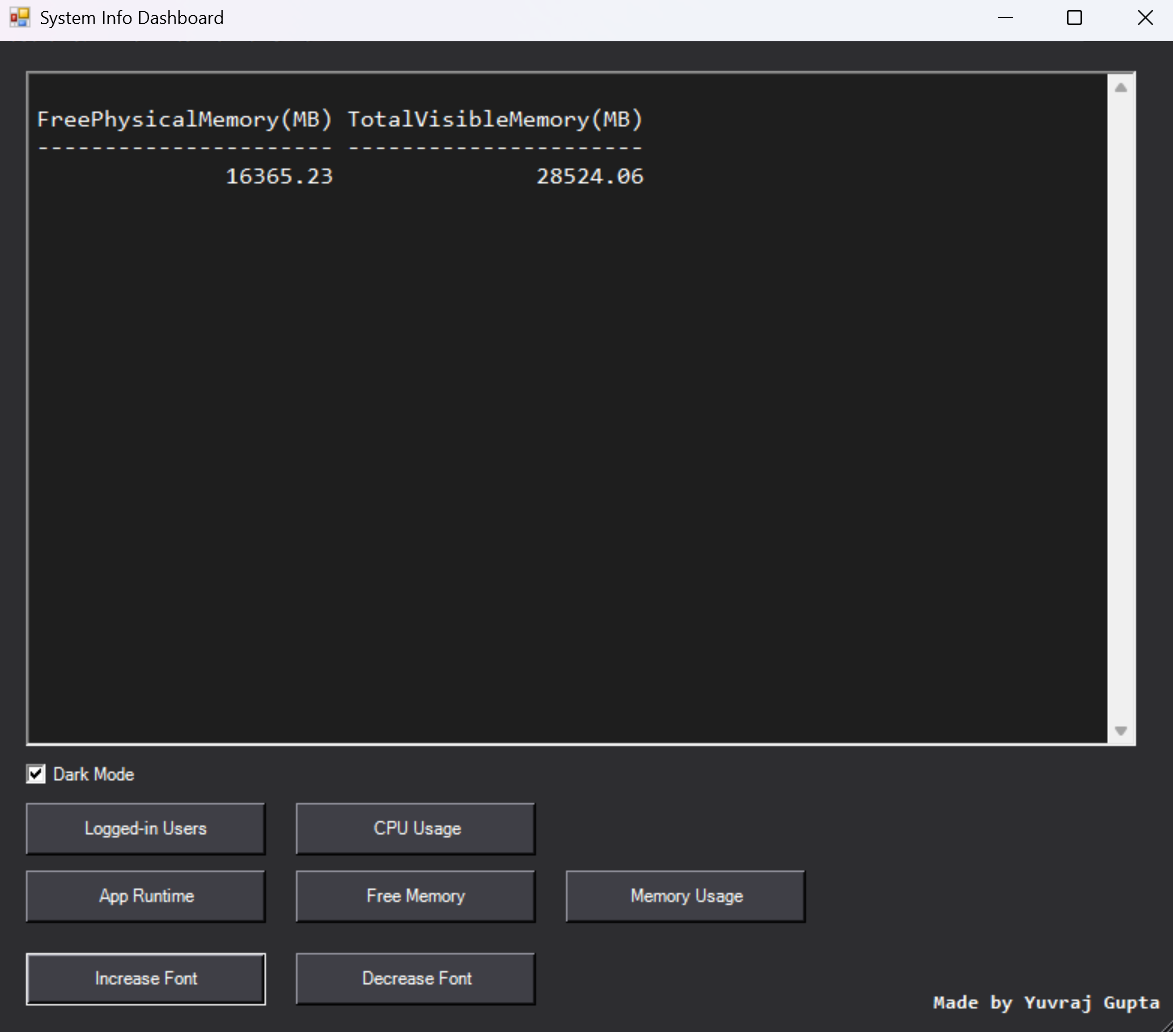 System Info Dashboard
FreePhysicalMemory(MB) TotalVisibleMemory(MB)
---------------------- ----------------------
16365.23 28524.06
Dark Mode
Logged-in Users CPU Usage
App Runtime Free Memory Memory Usage
Increase Font Decrease Font
Made by Yuvraj Gupta